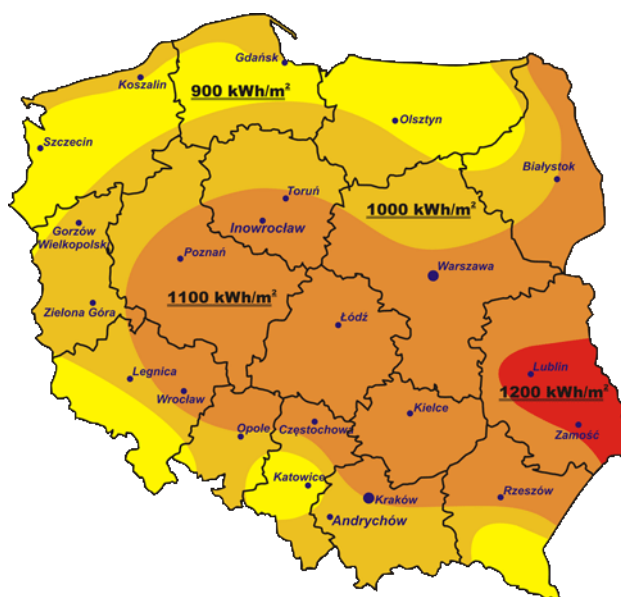 Gdańsk
Koszalin
900 kWh/m²
Olsztyn
Szczecin
Białystok
Toruń
1000 kWh/m²
Inowrocław
Gorzów
Wielkopolski
Poznań
Warszawa
1100 kWh/m²
Zielona Góra
Łódź
Lublin
Legnica
1200 kWh/m²
Wrocław
Kielce
Opole
Częstochowa
Zamość
Katowice
Kraków
Rzeszów
Andrychów